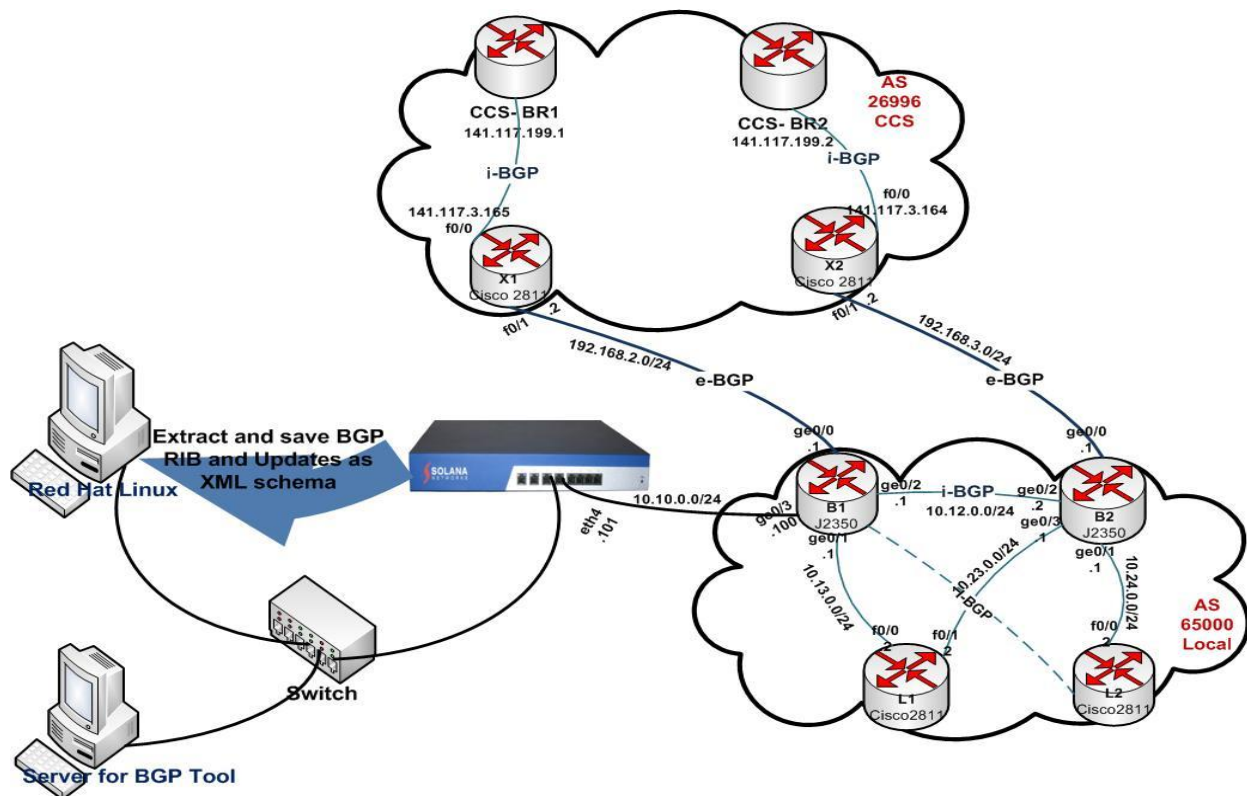 AS
26996
CCS
CCS- BR1
141.117.199.1
CCS- BR2
141.117.199.2
i-BGP
i-BGP
141.117.3.165
f0/0
f0/0
141.117.3.164
X1
Cisco 2811
X2
Cisco 2811
f0/1
.2
f0/1
.2
192.168.2.0/24
192.168.3.0/24
e-BGP
e-BGP
Extract and save BGP
RIB and Updates as
XML schema
Red Hat Linux
SOLANA
NETWORKS
10.10.0.0/24
eth4
.101
ge0/0
.1
ge0/0
.1
B1
J2350
ge0/2
.1
i-BGP
10.12.0.0/24
ge0/2
.2
B2
J2350
ge0/3
.100
ge0/1
.1
ge0/3
.1
ge0/1
.1
10.13.0.0/24
10.23.0.0/24
i-BGP
10.24.0.0/24
AS
65000
Local
f0/0
.2
f0/1
.2
f0/0
.2
L1
Cisco2811
L2
Cisco2811
Switch
Server for BGP Tool